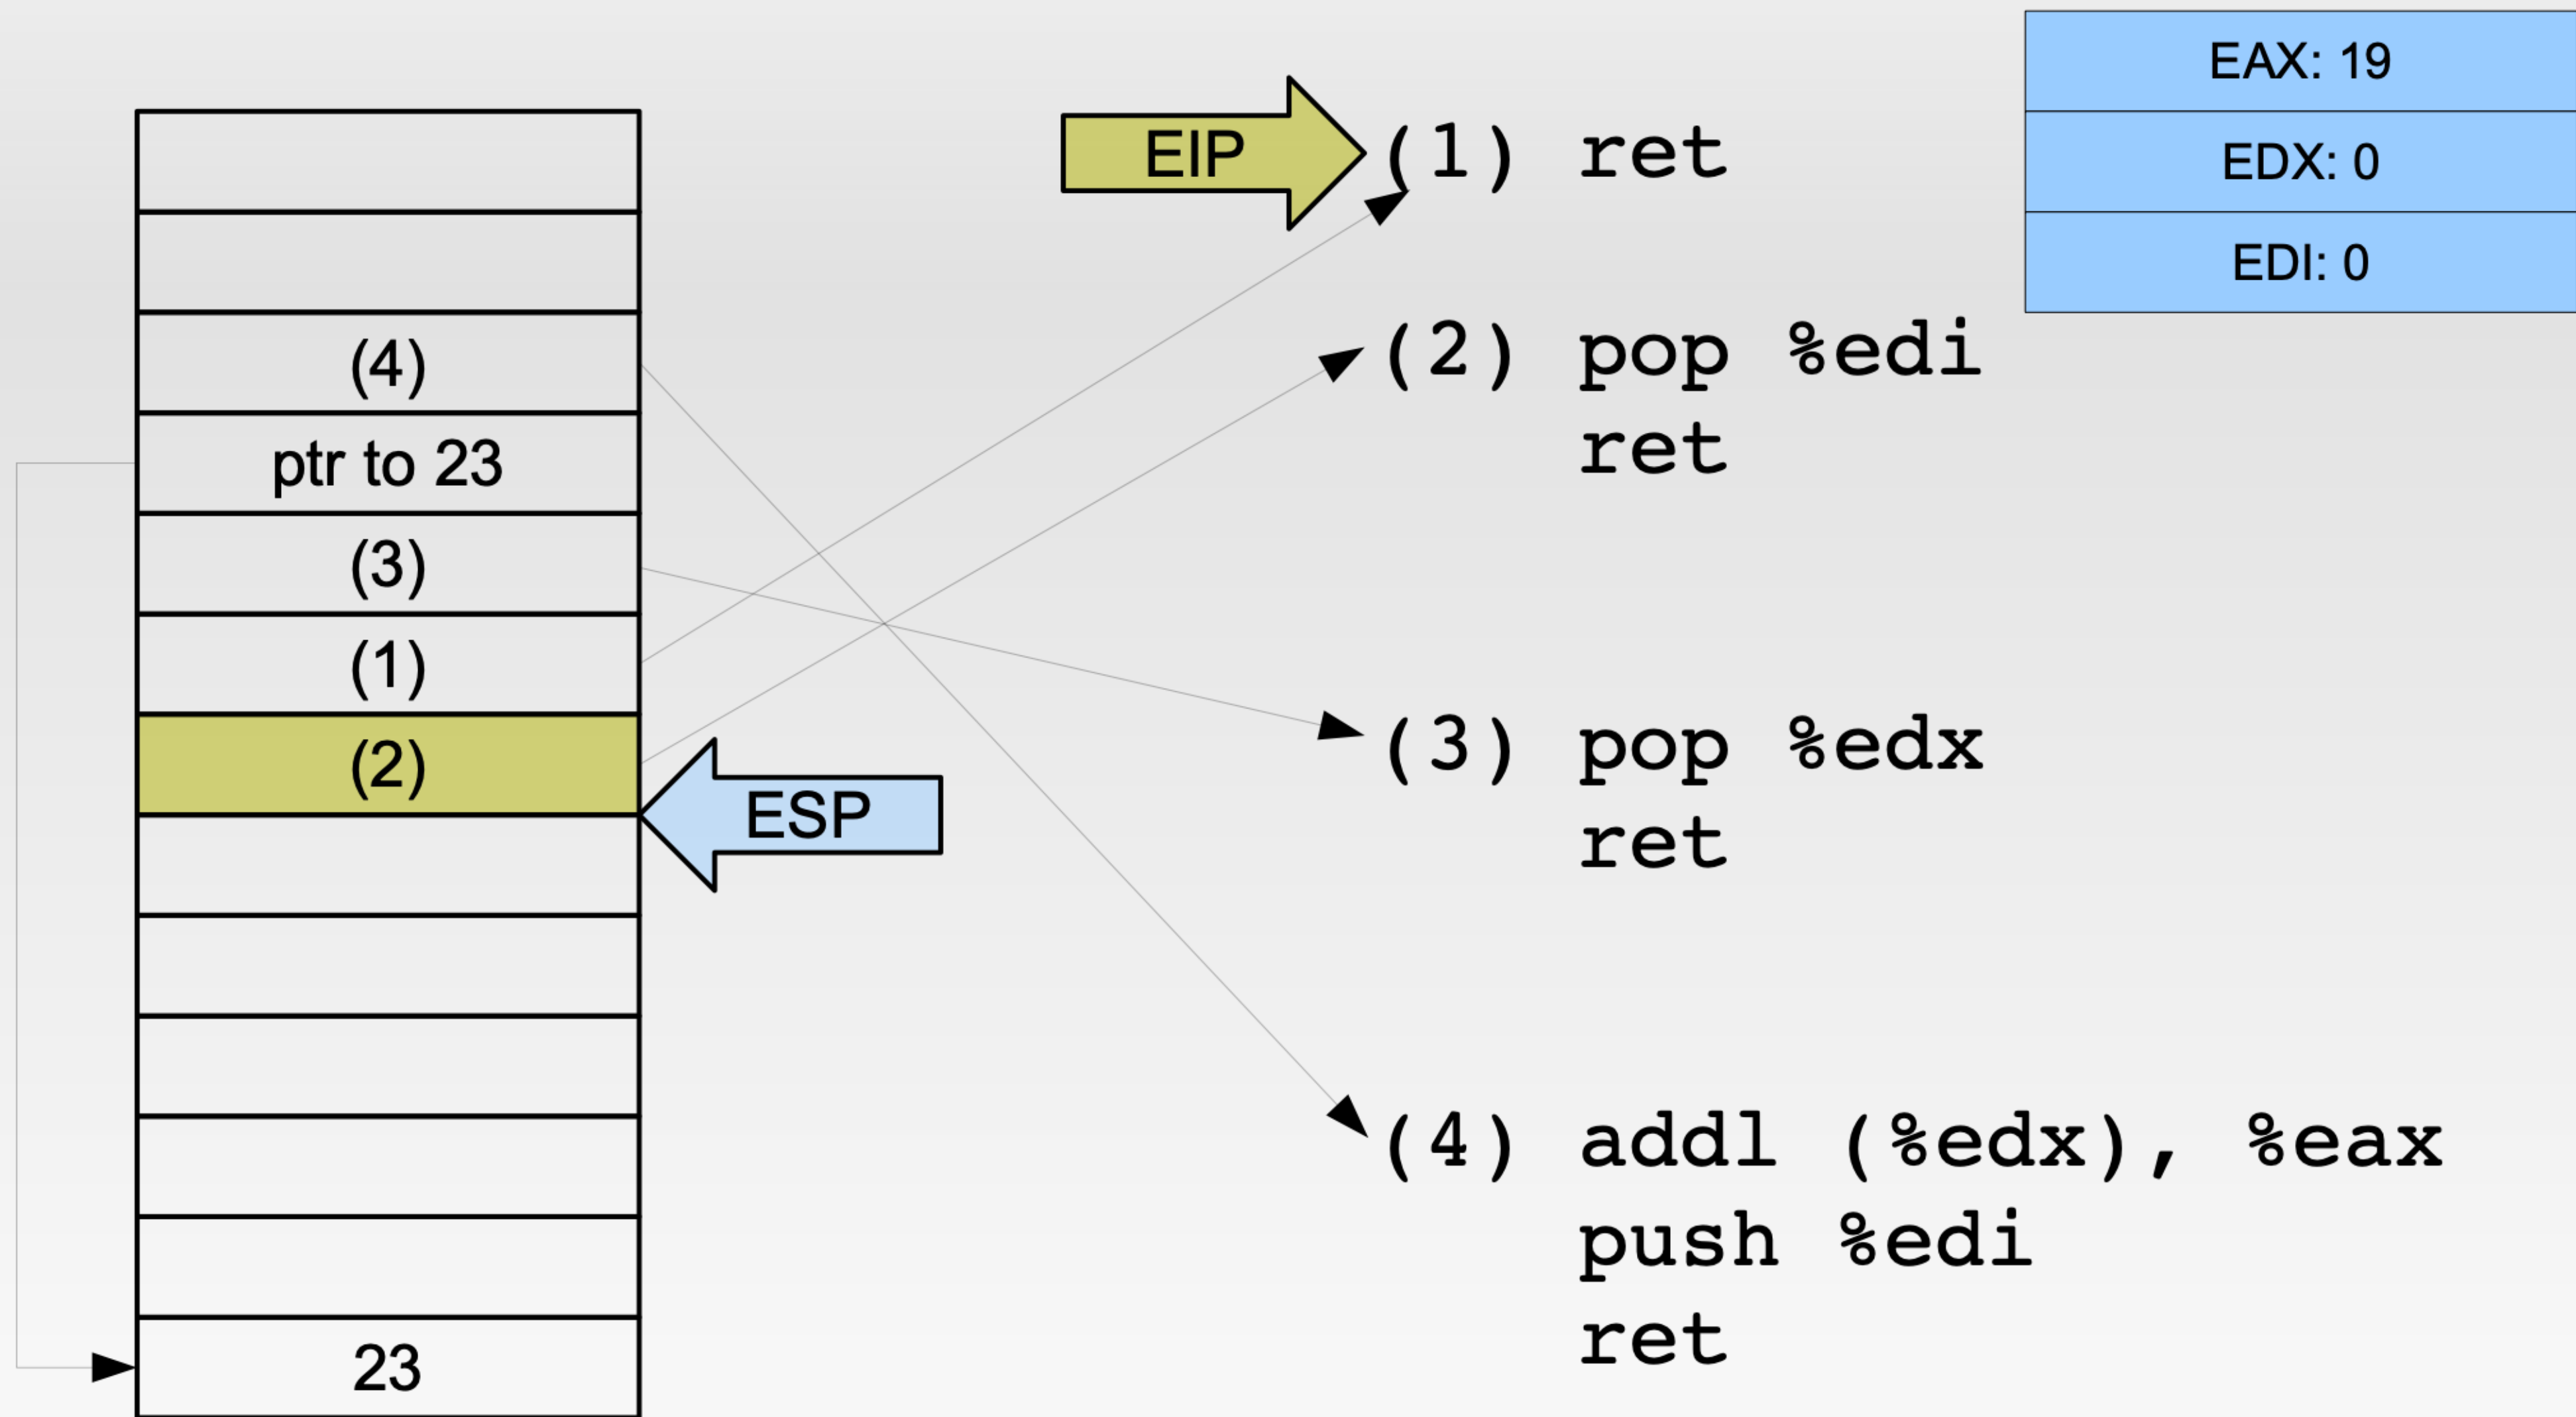 EAX: 19
EDX: 0
EDI: 0
EIP
(1) ret
(2) pop %edi
ret
(3) pop %edx
ret
(4) addl (%edx), %eax
push %edi
ret
(4)
ptr to 23
(3)
(1)
(2)
ESP
23